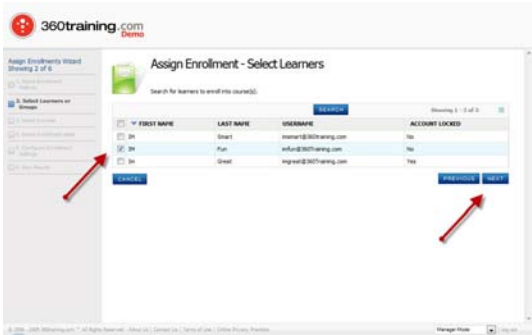 360training.com
Demo
Assign Enrollments Wizard
Showing 2 of 6
2. Select Learners or
Groups
Assign Enrollment - Select Learners
Search for learners to enroll into course(s).
SEARCH
Showing 1 - 3 of 3
FIRST NAME LAST NAME USERNAME ACCOUNT LOCKED
IM Smart imsmart@360training.com No
IM Fun imfun@360training.com No
IM Great imgreat@360training.com Yes
CANCEL
PREVIOUS NEXT
Manager Mode